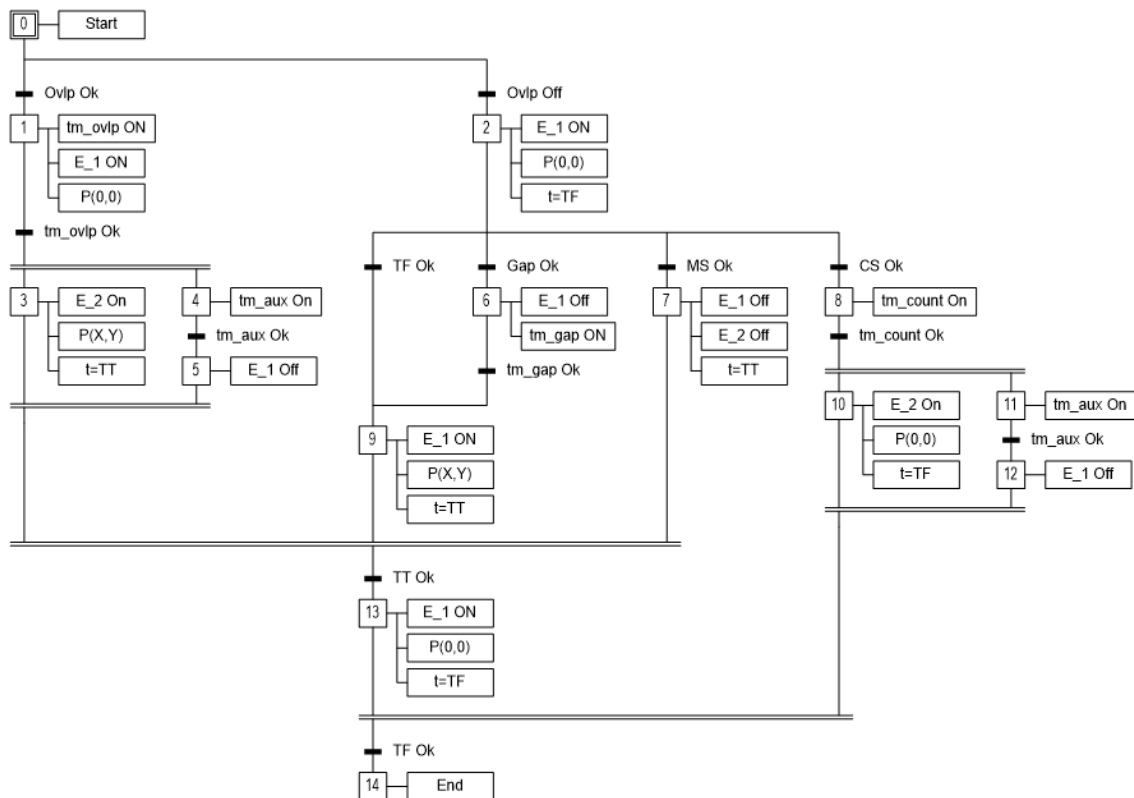 0 Start
Ovlp Ok Ovlp Off
1 tm_ovlp ON 2 E_1 ON
E_1 ON P(0,0)
P(0,0) t=TF
tm_ovlp Ok
TF Ok Gap Ok MS Ok CS Ok
3 E_2 On 4 tm_aux On 6 E_1 Off 7 E_1 Off 8 tm_count On
P(X,Y) tm_aux Ok tm_gap ON E_2 Off tm_count Ok
t=TT 5 E_1 Off tm_gap Ok t=TT
10 E_2 On 11 tm_aux On
9 E_1 ON P(0,0) tm_aux Ok
P(X,Y) t=TF 12 E_1 Off
t=TT
TT Ok
13 E_1 ON
P(0,0)
t=TF
TF Ok
14 End